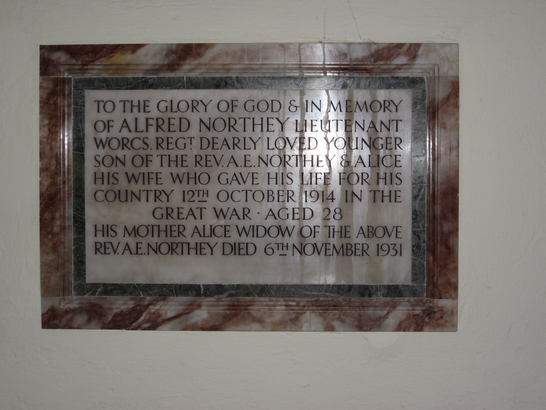 TO THE GLORY OF GOD & IN MEMORY
OF ALFRED NORTHEY LIEUTENANT
WORCS. REGT DEARLY LOVED YOUNGER
SON OF THE REV. A. E. NORTHEY & ALICE
HIS WIFE WHO GAVE HIS LIFE FOR HIS
COUNTRY 12TH OCTOBER 1914 IN THE
GREAT WAR · AGED 28
HIS MOTHER ALICE WIDOW OF THE ABOVE
REV. A.E. NORTHEY DIED 6TH NOVEMBER 1931